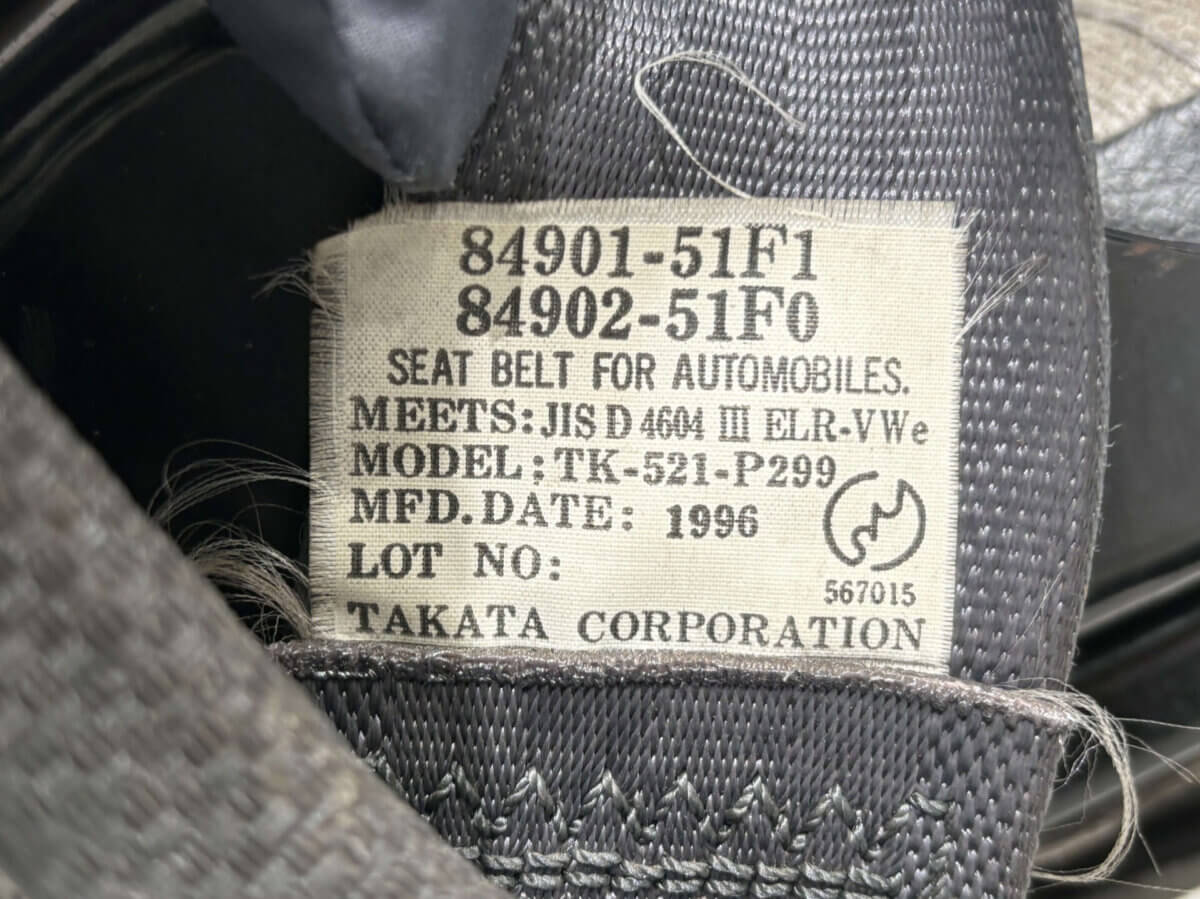 84901-51F1
84902-51F0
SEAT BELT FOR AUTOMOBILES.
MEETS: JIS D 4604 III ELR-VWe
MODEL; TK-521-P299
MFD. DATE: 1996
LOT NO:
567015
TAKATA CORPORATION